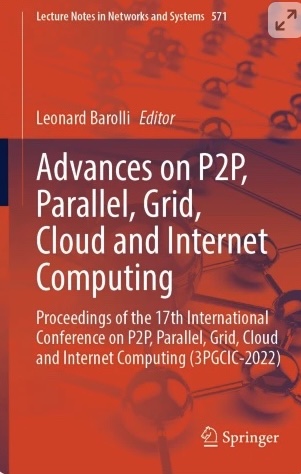 Lecture Notes in Networks and Systems 571
Leonard Barolli Editor
Advances on P2P,
Parallel, Grid,
Cloud and Internet
Computing
Proceedings of the 17th International
Conference on P2P, Parallel, Grid, Cloud
and Internet Computing (3PGCIC-2022)
Springer